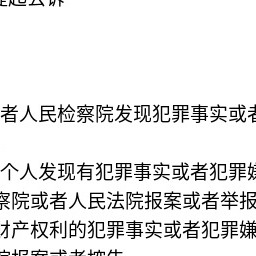 者人民检察院发现犯罪事实或者
个人发现有犯罪事实或者犯罪嫌
察院或者人民法院报案或者举报
财产权利的犯罪事实或者犯罪嫌